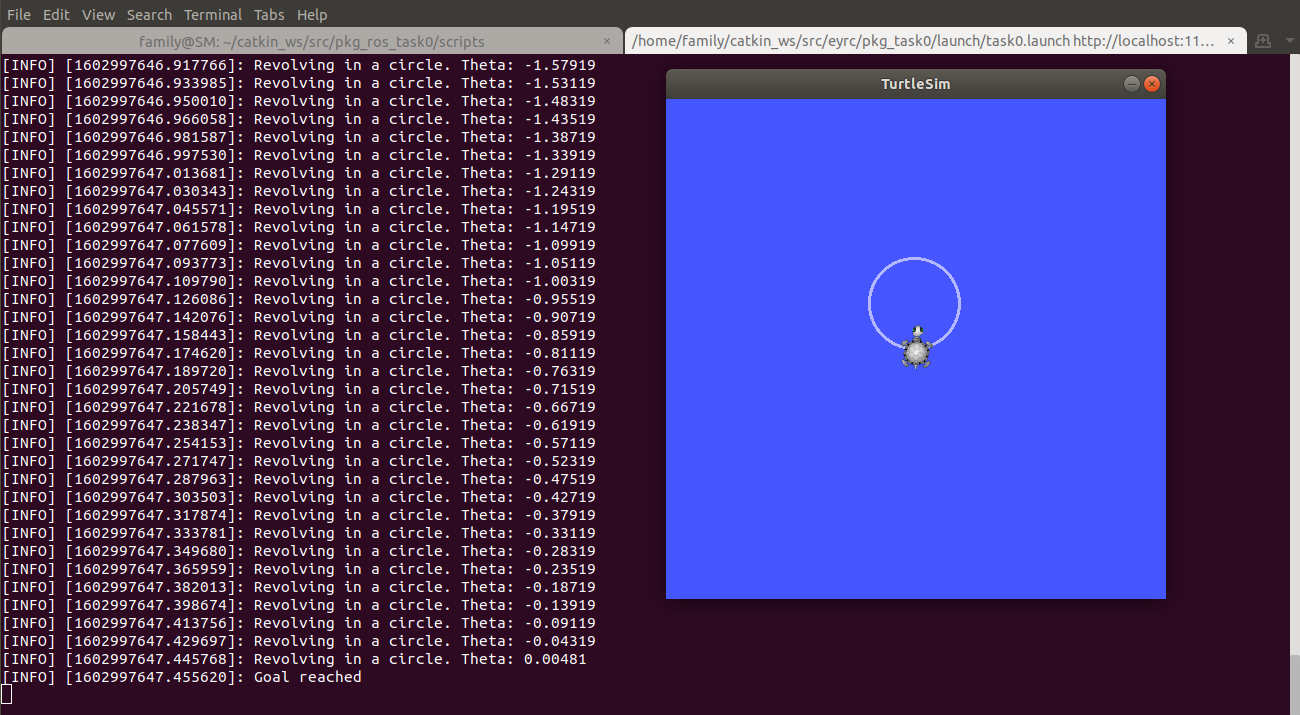 File Edit View Search Terminal Tabs Help
family@SM: ~/catkin_ws/src/pkg_ros_task0/scripts ×
/home/family/catkin_ws/src/eyrc/pkg_task0/launch/task0.launch http://localhost:11... ×
[INFO] [1602997646.917766]: Revolving in a circle. Theta: -1.57919
[INFO] [1602997646.933985]: Revolving in a circle. Theta: -1.53119
[INFO] [1602997646.950010]: Revolving in a circle. Theta: -1.48319
[INFO] [1602997646.966058]: Revolving in a circle. Theta: -1.43519
[INFO] [1602997646.981587]: Revolving in a circle. Theta: -1.38719
[INFO] [1602997646.997530]: Revolving in a circle. Theta: -1.33919
[INFO] [1602997647.013681]: Revolving in a circle. Theta: -1.29119
[INFO] [1602997647.030343]: Revolving in a circle. Theta: -1.24319
[INFO] [1602997647.045571]: Revolving in a circle. Theta: -1.19519
[INFO] [1602997647.061578]: Revolving in a circle. Theta: -1.14719
[INFO] [1602997647.077609]: Revolving in a circle. Theta: -1.09919
[INFO] [1602997647.093773]: Revolving in a circle. Theta: -1.05119
[INFO] [1602997647.109790]: Revolving in a circle. Theta: -1.00319
[INFO] [1602997647.126086]: Revolving in a circle. Theta: -0.95519
[INFO] [1602997647.142076]: Revolving in a circle. Theta: -0.90719
[INFO] [1602997647.158443]: Revolving in a circle. Theta: -0.85919
[INFO] [1602997647.174620]: Revolving in a circle. Theta: -0.81119
[INFO] [1602997647.189720]: Revolving in a circle. Theta: -0.76319
[INFO] [1602997647.205749]: Revolving in a circle. Theta: -0.71519
[INFO] [1602997647.221678]: Revolving in a circle. Theta: -0.66719
[INFO] [1602997647.238347]: Revolving in a circle. Theta: -0.61919
[INFO] [1602997647.254153]: Revolving in a circle. Theta: -0.57119
[INFO] [1602997647.271747]: Revolving in a circle. Theta: -0.52319
[INFO] [1602997647.287963]: Revolving in a circle. Theta: -0.47519
[INFO] [1602997647.303503]: Revolving in a circle. Theta: -0.42719
[INFO] [1602997647.317874]: Revolving in a circle. Theta: -0.37919
[INFO] [1602997647.333781]: Revolving in a circle. Theta: -0.33119
[INFO] [1602997647.349680]: Revolving in a circle. Theta: -0.28319
[INFO] [1602997647.365959]: Revolving in a circle. Theta: -0.23519
[INFO] [1602997647.382013]: Revolving in a circle. Theta: -0.18719
[INFO] [1602997647.398674]: Revolving in a circle. Theta: -0.13919
[INFO] [1602997647.413756]: Revolving in a circle. Theta: -0.09119
[INFO] [1602997647.429697]: Revolving in a circle. Theta: -0.04319
[INFO] [1602997647.445768]: Revolving in a circle. Theta: 0.00481
[INFO] [1602997647.455620]: Goal reached
TurtleSim